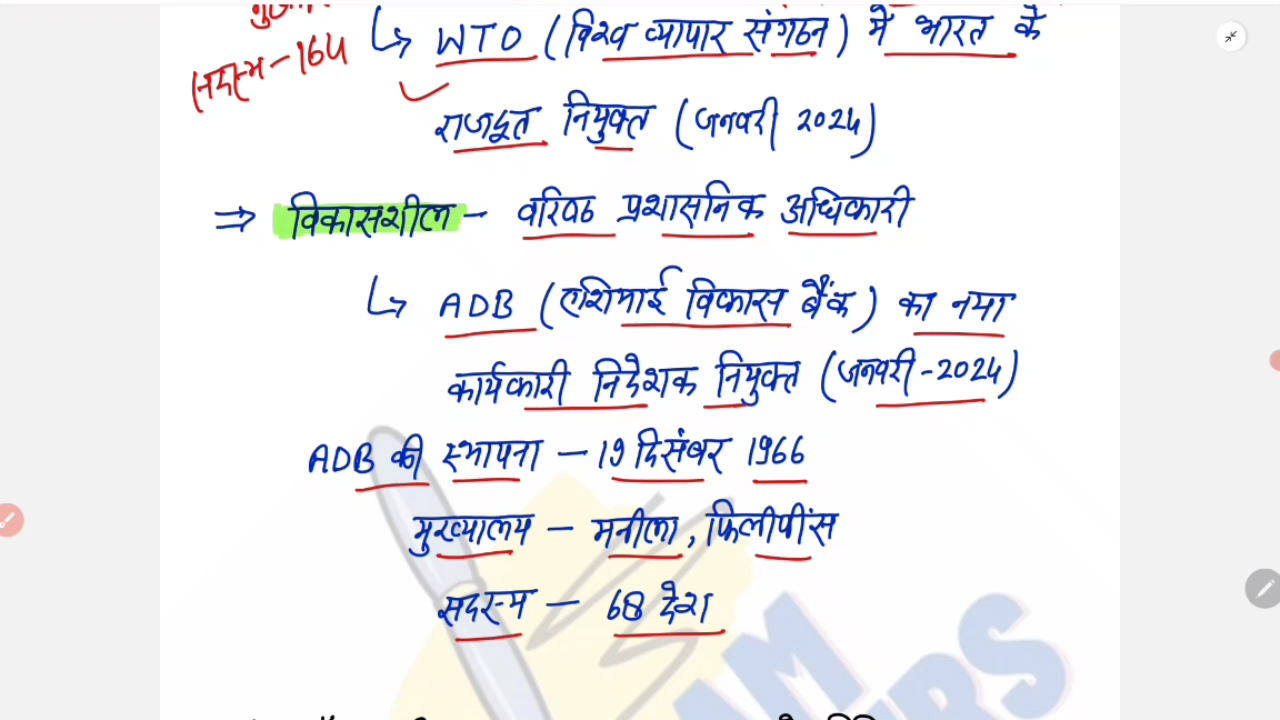 सदस्य - 164
↳ WTO (विश्व व्यापार संगठन) में भारत के
राजदूत नियुक्त (जनवरी 2024)
⇒ विकासशील - वरिष्ठ प्रशासनिक अधिकारी
↳ ADB (एशियाई विकास बैंक) का नया
कार्यकारी निदेशक नियुक्त (जनवरी-2024)
ADB की स्थापना - 19 दिसंबर 1966
मुख्यालय - मनीला, फिलीपींस
सदस्य - 68 देश